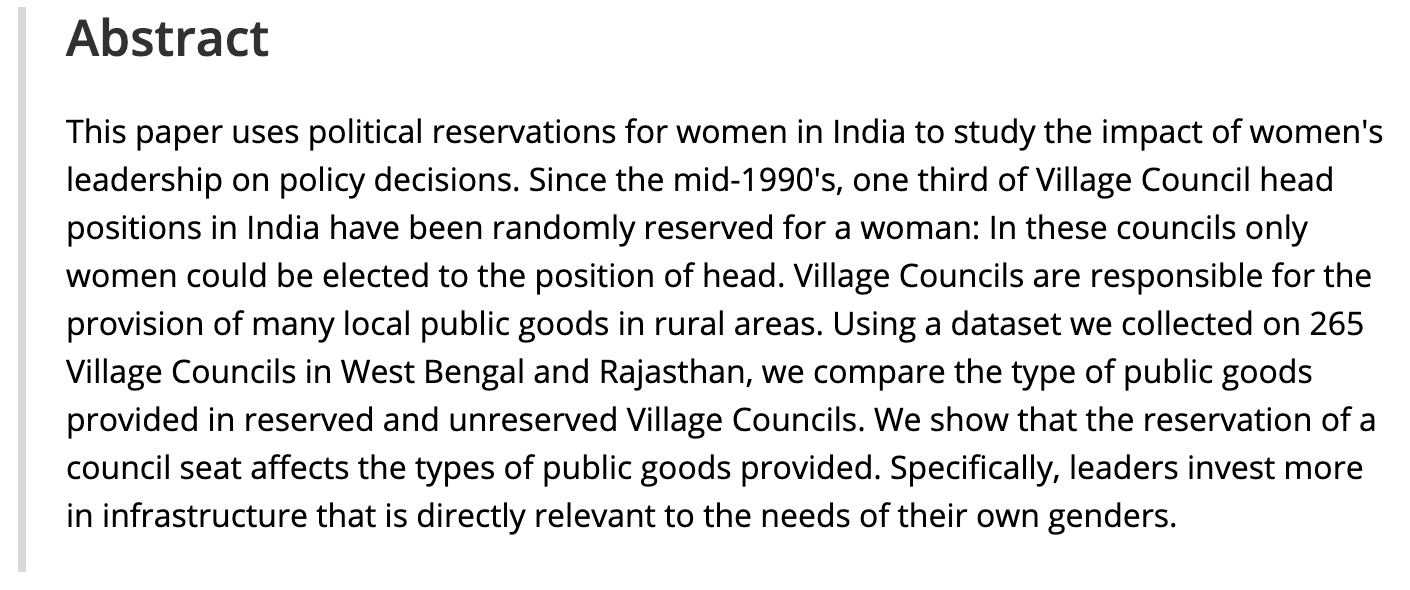 Abstract
This paper uses political reservations for women in India to study the impact of women's
leadership on policy decisions. Since the mid-1990's, one third of Village Council head
positions in India have been randomly reserved for a woman: In these councils only
women could be elected to the position of head. Village Councils are responsible for the
provision of many local public goods in rural areas. Using a dataset we collected on 265
Village Councils in West Bengal and Rajasthan, we compare the type of public goods
provided in reserved and unreserved Village Councils. We show that the reservation of a
council seat affects the types of public goods provided. Specifically, leaders invest more
in infrastructure that is directly relevant to the needs of their own genders.